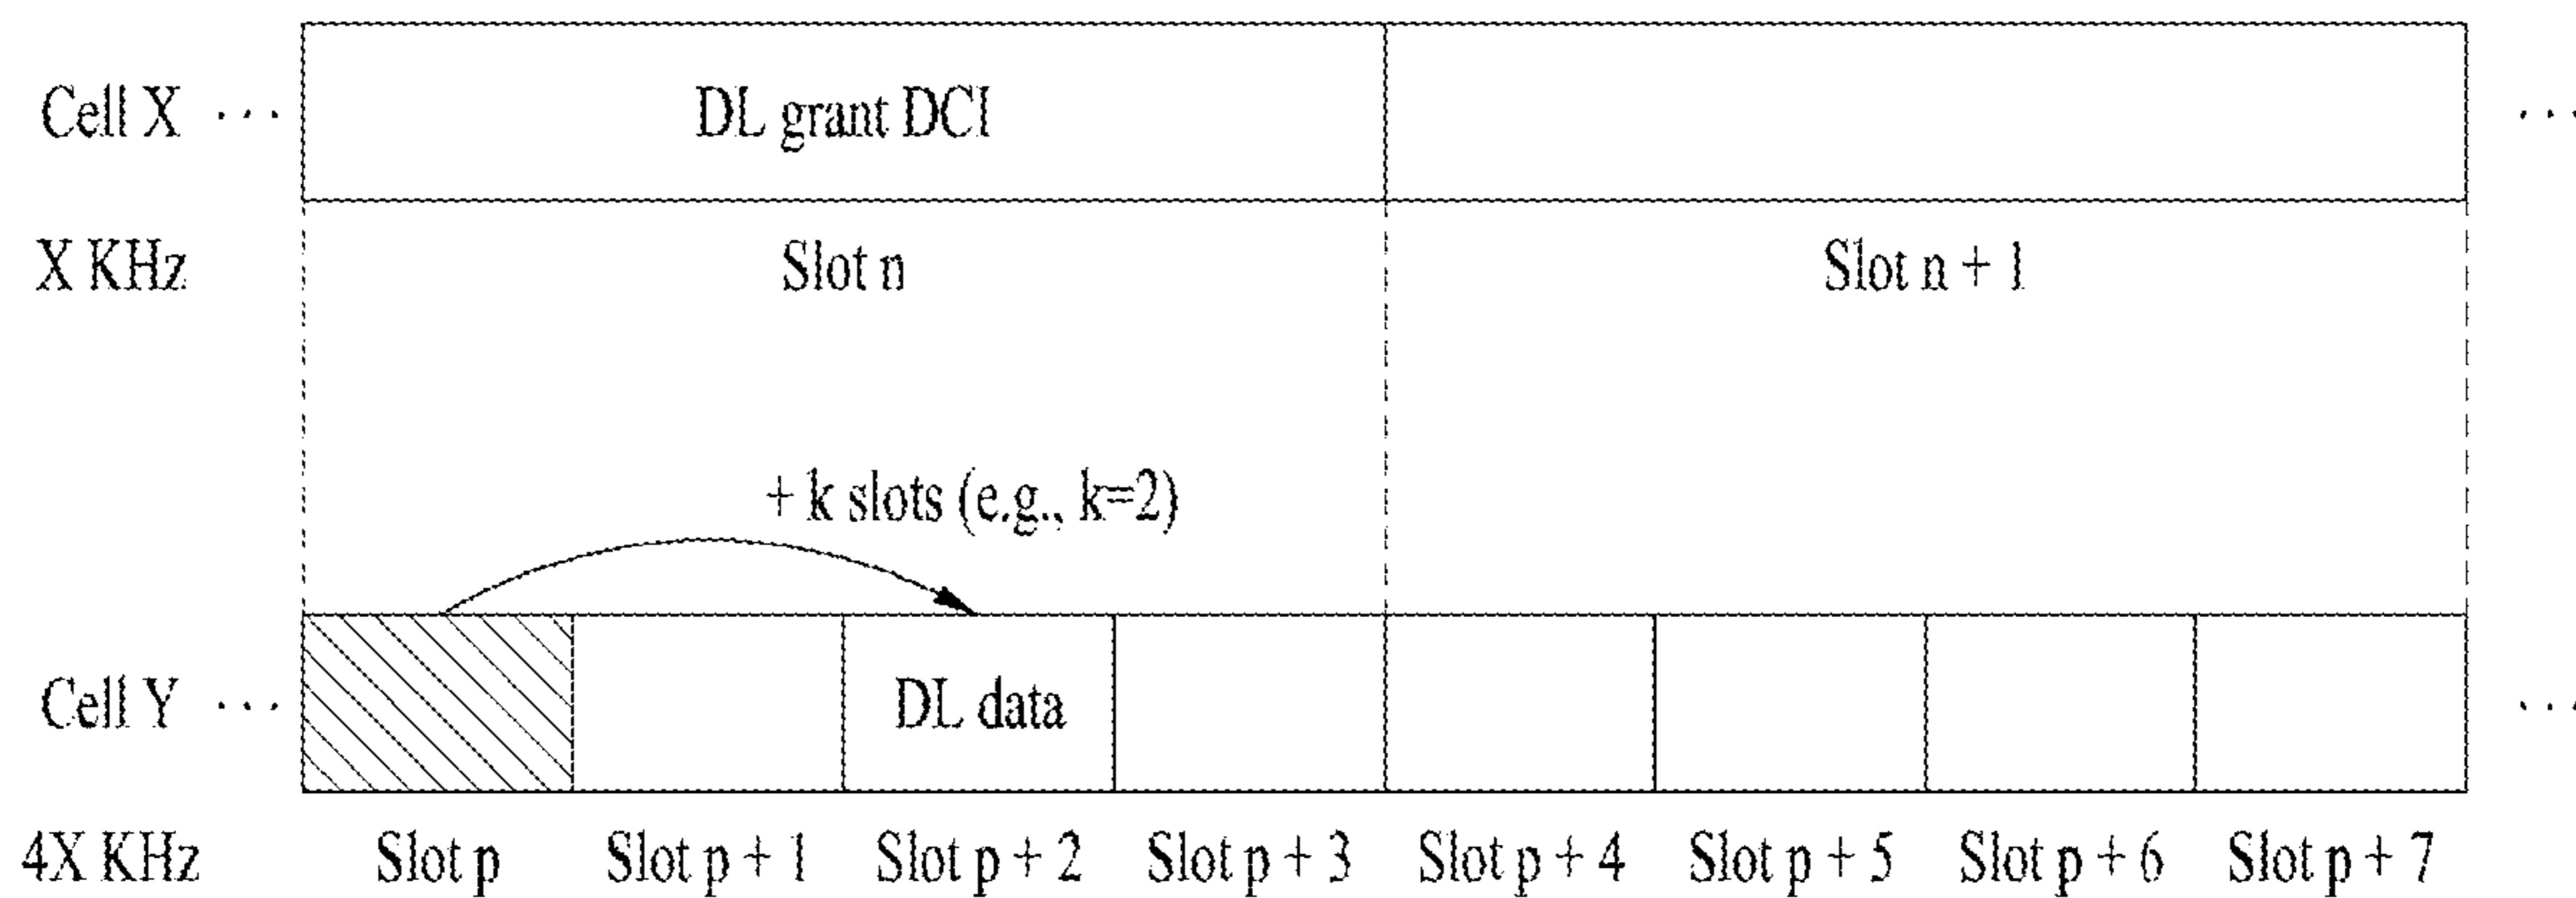 Cell X ··· DL grant DCI ···
X KHz Slot n Slot n + 1
+ k slots (e.g., k=2)
Cell Y ··· DL data ···
4X KHz Slot p Slot p + 1 Slot p + 2 Slot p + 3 Slot p + 4 Slot p + 5 Slot p + 6 Slot p + 7